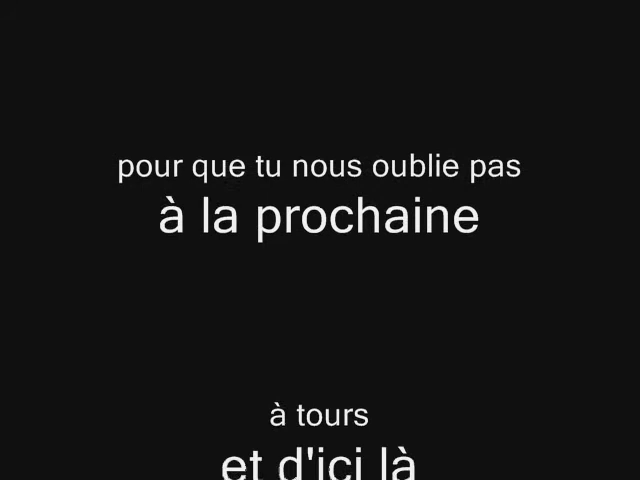 pour que tu nous oublie pas
à la prochaine
à tours
et d'ici là